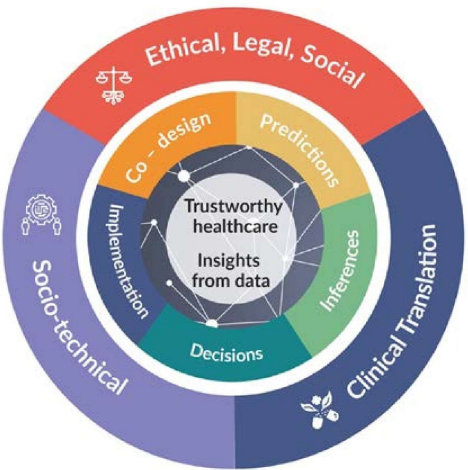 Ethical, Legal, Social
Co – design
Predictions
Trustworthy
healthcare
Insights
from data
Implementation
Inferences
Decisions
Socio-technical
Clinical Translation